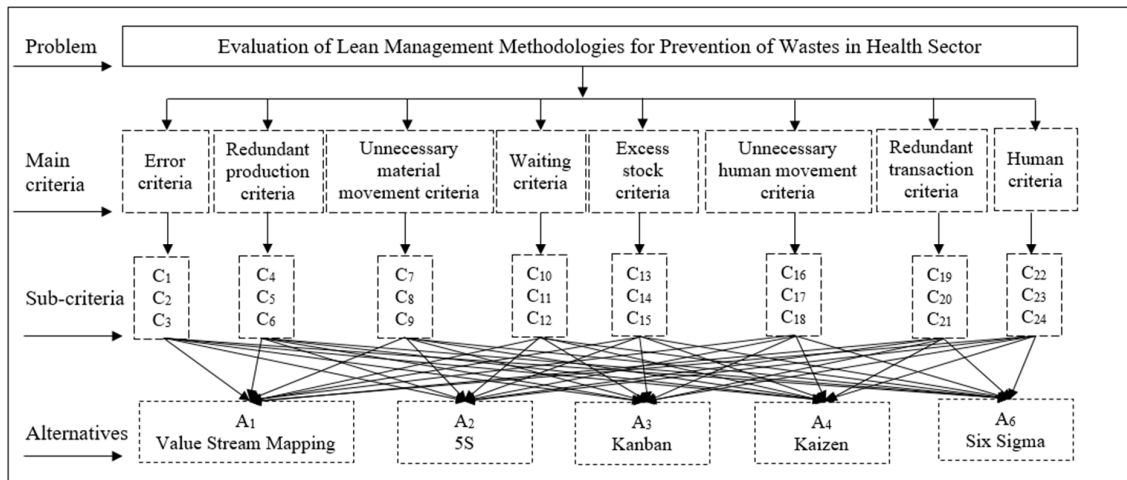 Problem
Evaluation of Lean Management Methodologies for Prevention of Wastes in Health Sector
Main
criteria
Error
criteria
Redundant
production
criteria
Unnecessary
material
movement criteria
Waiting
criteria
Excess
stock
criteria
Unnecessary
human movement
criteria
Redundant
transaction
criteria
Human
criteria
Sub-criteria
C1
C2
C3
C4
C5
C6
C7
C8
C9
C10
C11
C12
C13
C14
C15
C16
C17
C18
C19
C20
C21
C22
C23
C24
Alternatives
A1
Value Stream Mapping
A2
5S
A3
Kanban
A4
Kaizen
A6
Six Sigma